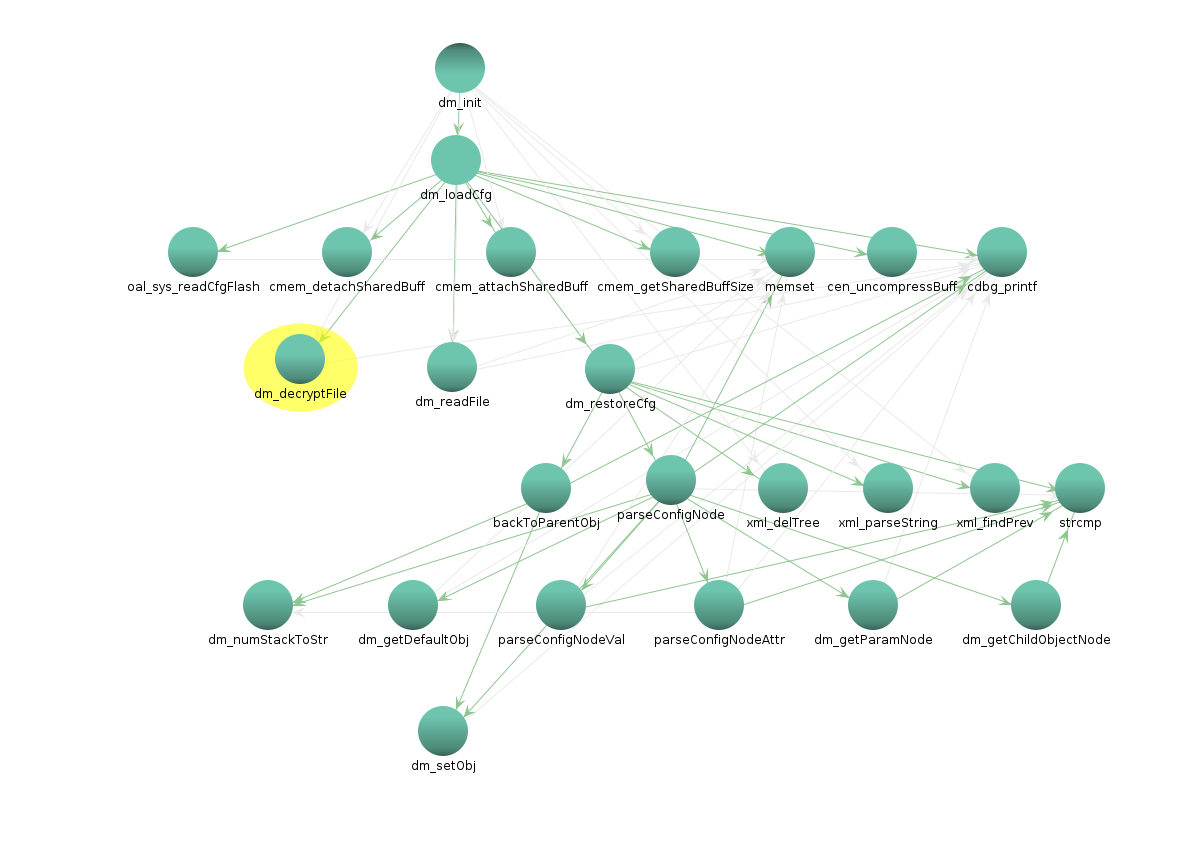 dm_init
dm_loadCfg
oal_sys_readCfgFlash
cmem_detachSharedBuff
cmem_attachSharedBuff
cmem_getSharedBuffSize
memset
cen_uncompressBuff
cdbg_printf
dm_decryptFile
dm_readFile
dm_restoreCfg
backToParentObj
parseConfigNode
xml_delTree
xml_parseString
xml_findPrev
strcmp
dm_numStackToStr
dm_getDefaultObj
parseConfigNodeVal
parseConfigNodeAttr
dm_getParamNode
dm_getChildObjectNode
dm_setObj